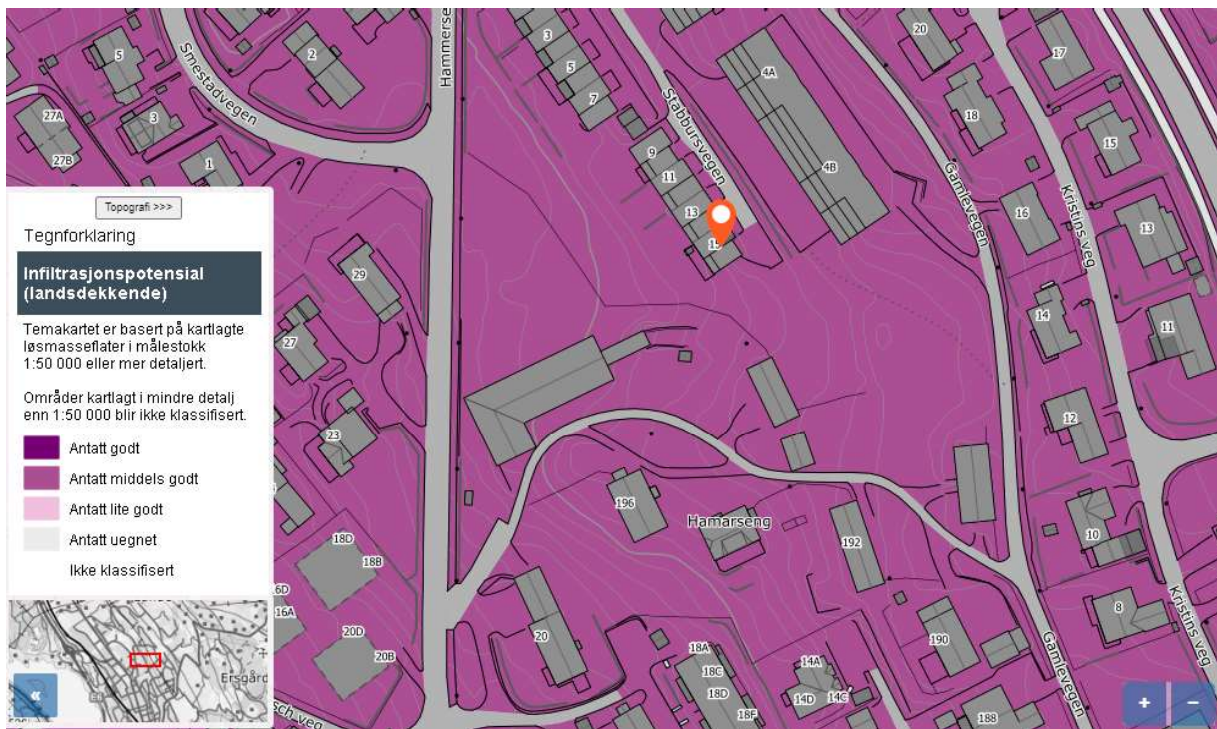 5
2
Smestadvegen
Hammerse
3
5
7
Stabbursvegen
4A
4B
20
17
18
15
27A
27B
3
1
9
11
13
16
Gamlevegen
Kristins veg
13
Topografi >>>
Tegnforklaring
Infiltrasjonspotensial
(landsdekkende)
Temakartet er basert på kartlagte
løsmasseflater i målestokk
1:50 000 eller mer detaljert.
Områder kartlagt i mindre detalj
enn 1:50 000 blir ikke klassifisert.
Antatt godt
Antatt middels godt
Antatt lite godt
Antatt uegnet
Ikke klassifisert
29
27
23
14
11
12
196
Hamarseng
192
10
18D
18B
16A
20D
20B
20
18A
18C
18D
18F
14A
14D
14C
190
8
188
Gamlevegen
Kristins veg
sch veg
Ersgård
E6
«
+
−